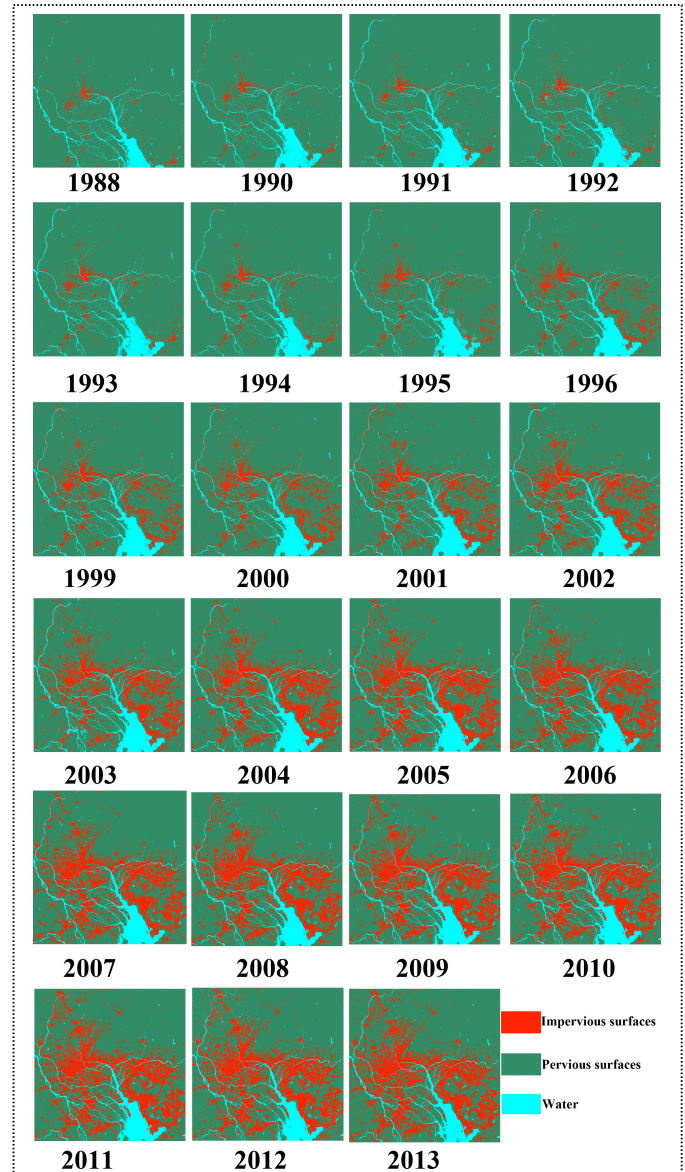 1988 1990 1991 1992
1993 1994 1995 1996
1999 2000 2001 2002
2003 2004 2005 2006
2007 2008 2009 2010
Impervious surfaces
Pervious surfaces
Water
2011 2012 2013